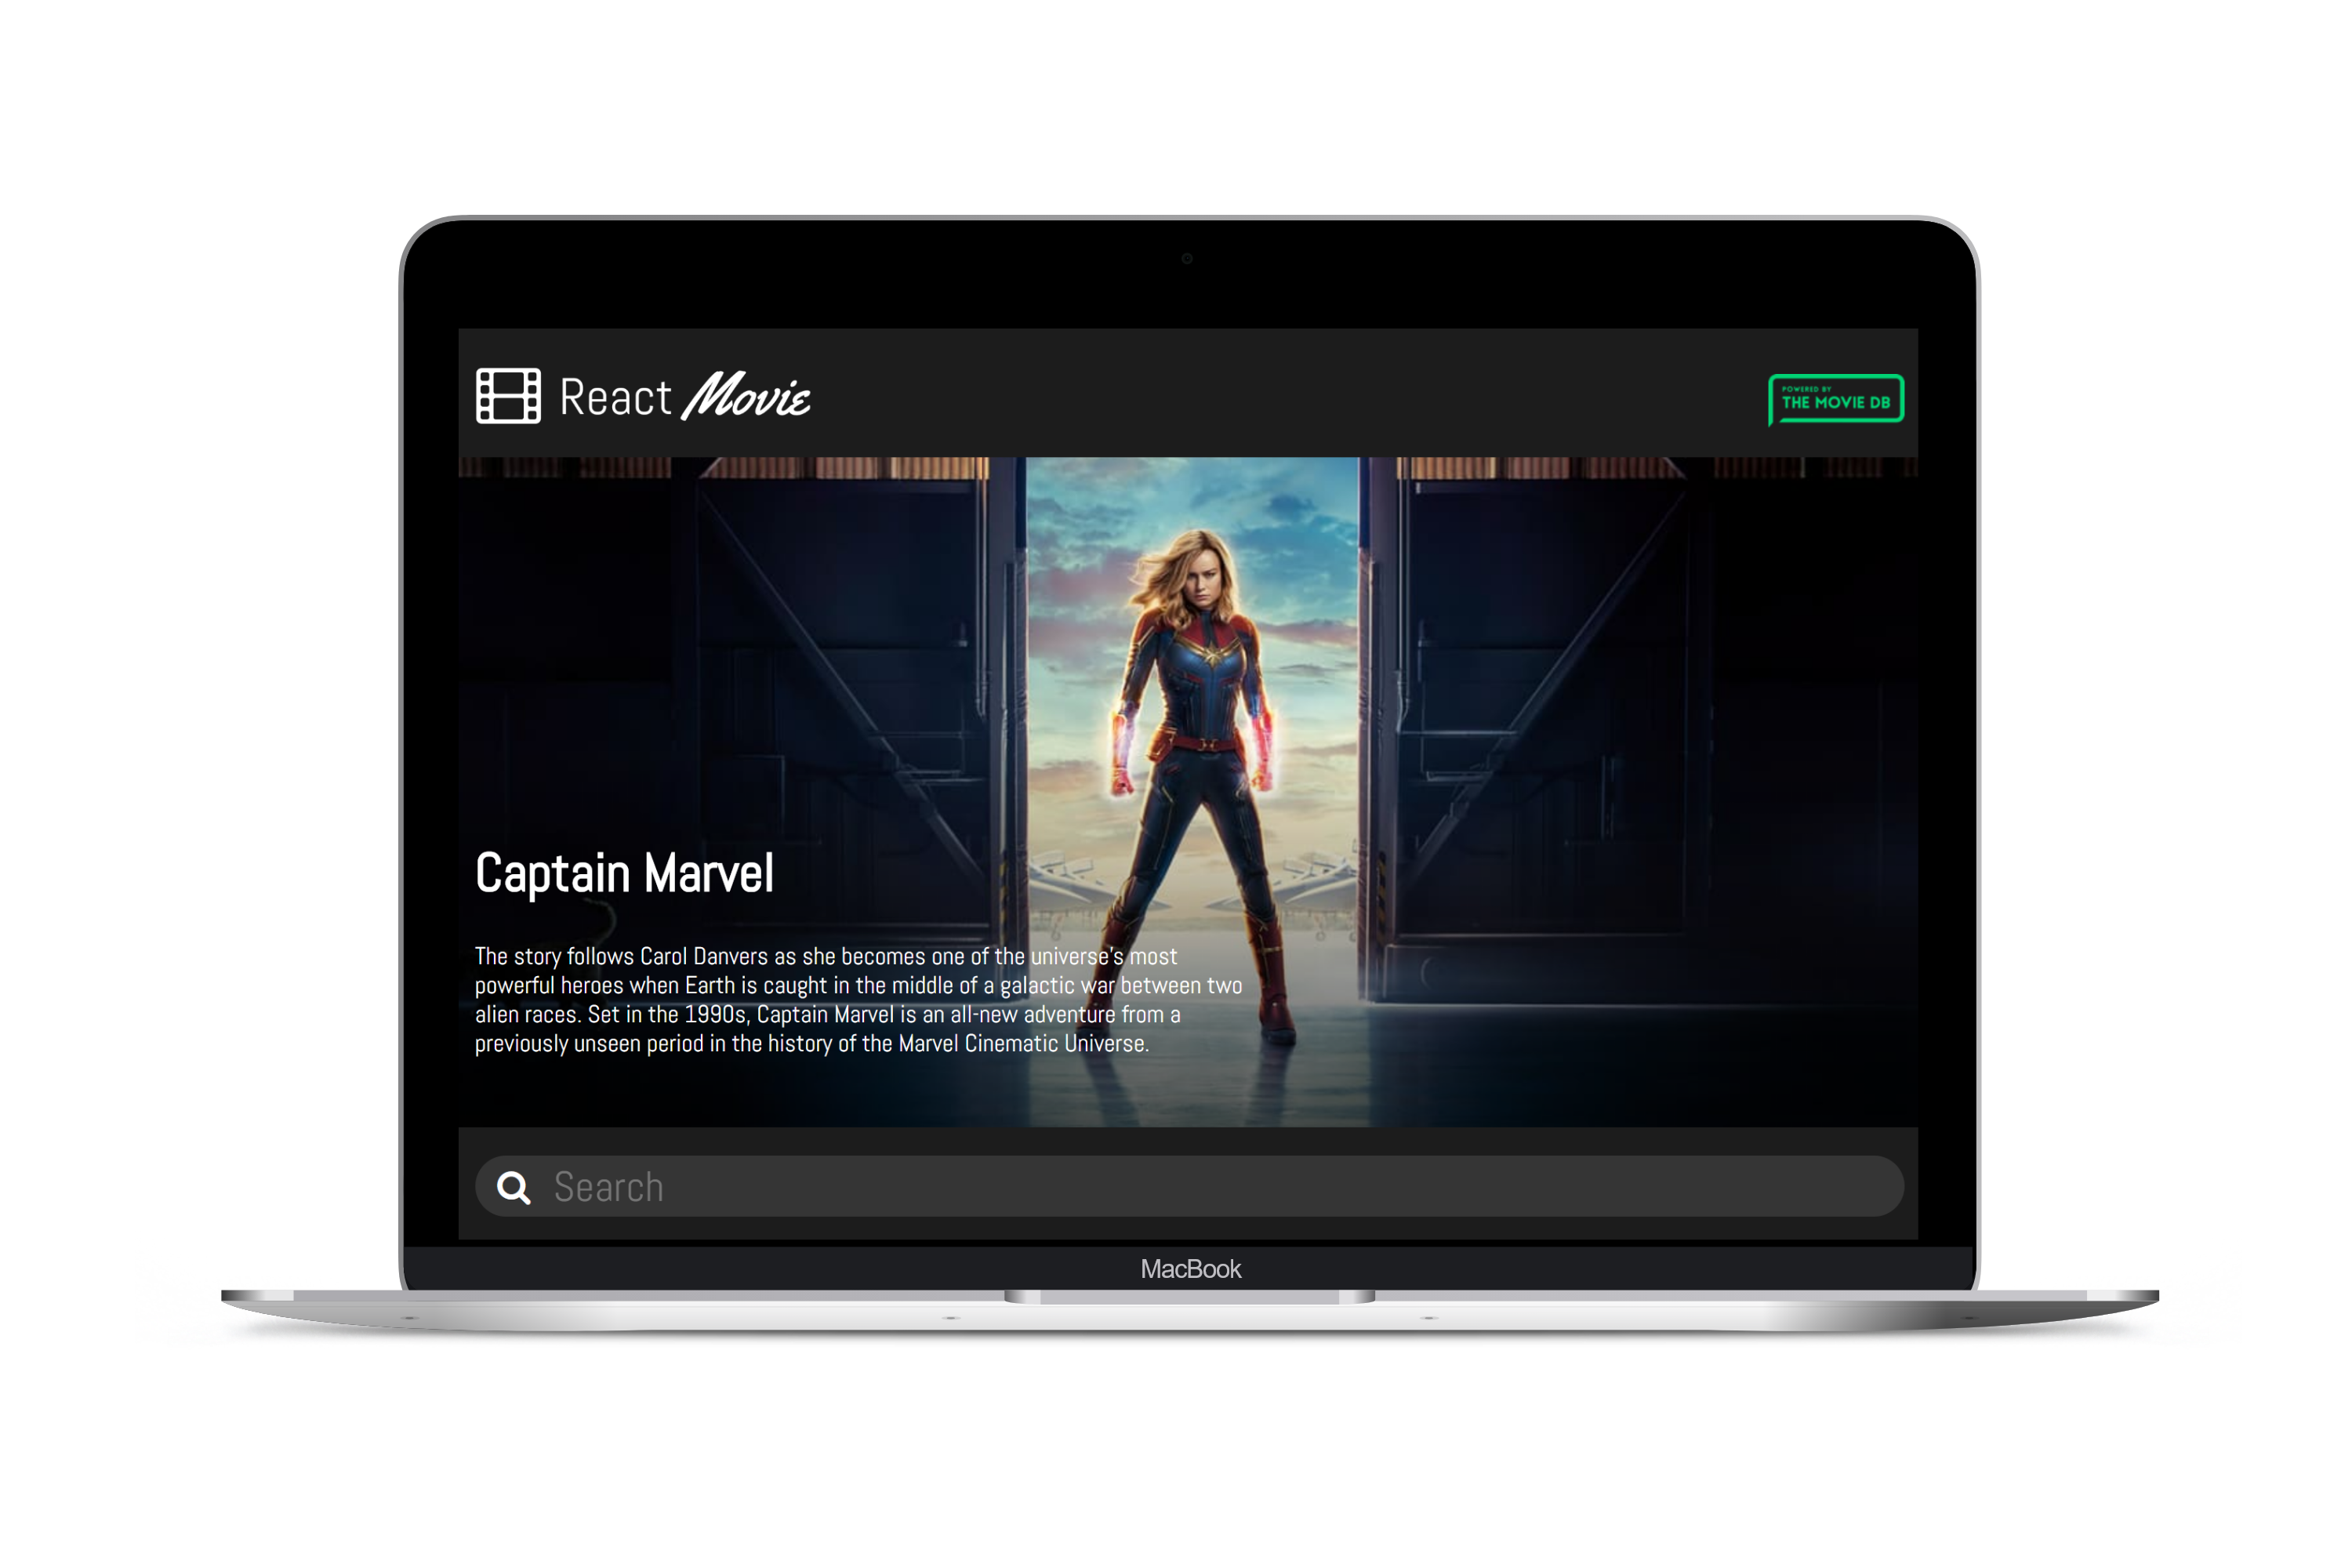 React Movie
POWERED BY
THE MOVIE DB
Captain Marvel
The story follows Carol Danvers as she becomes one of the universe's most
powerful heroes when Earth is caught in the middle of a galactic war between two
alien races. Set in the 1990s, Captain Marvel is an all-new adventure from a
previously unseen period in the history of the Marvel Cinematic Universe.
Search
MacBook